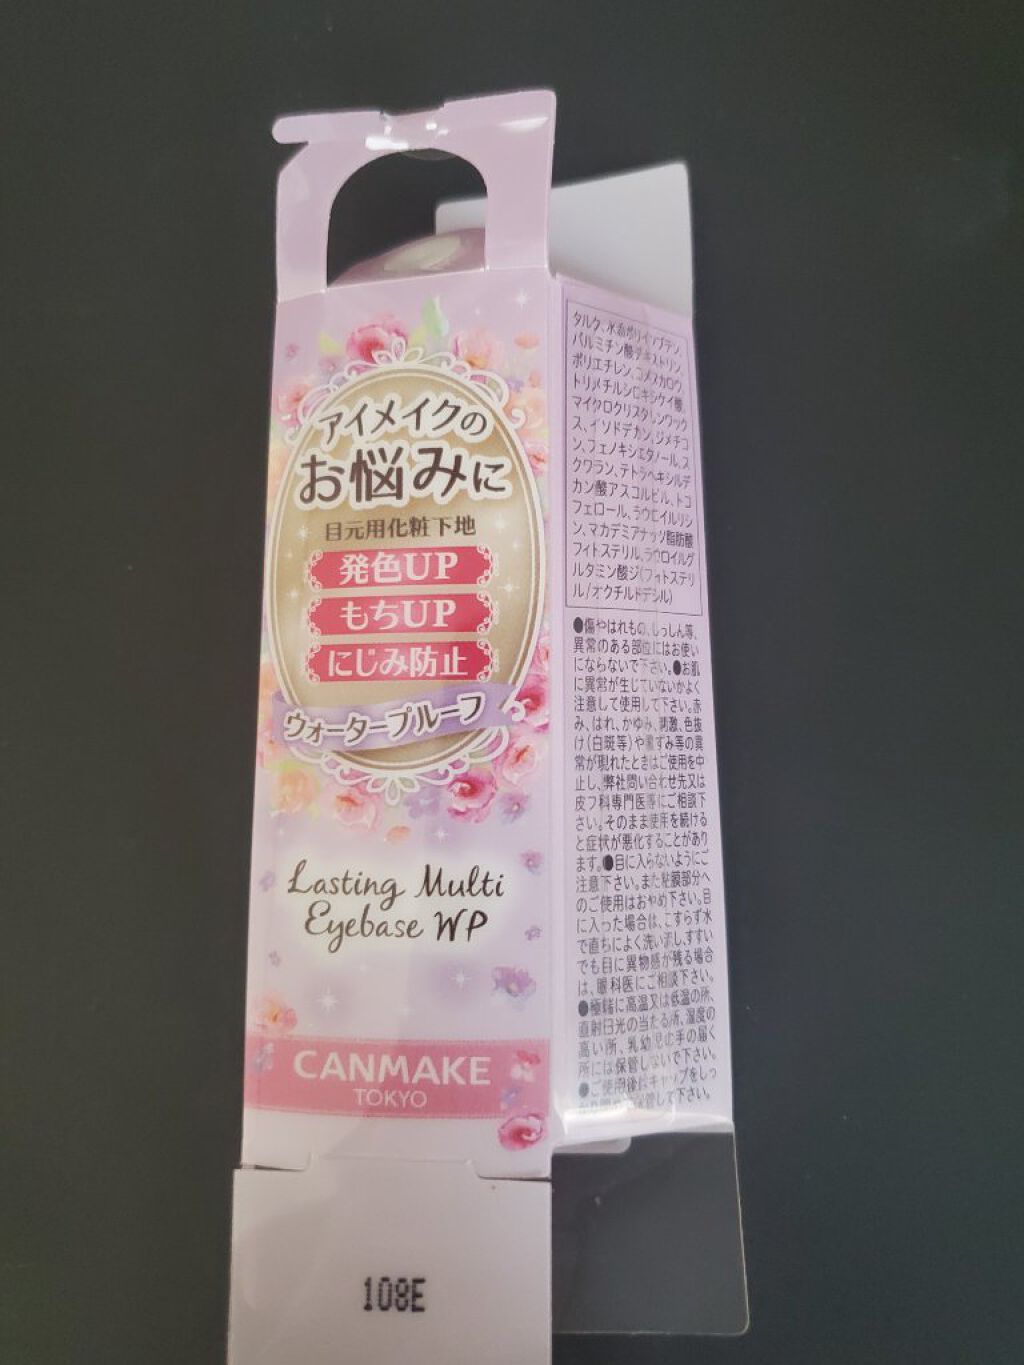 アイメイクの
お悩みに
目元用化粧下地
発色UP
もちUP
にじみ防止
ウォータープルーフ
Lasting Multi
Eyebase WP
CANMAKE
TOKYO
108E
タルク、水添ポリイソブテン、
パルミチン酸デキストリン、
ポリエチレン、コメヌカロウ、
トリメチルシロキシケイ酸、
マイクロクリスタリンワック
ス、イソドデカン、ジメチコ
ン、フェノキシエタノール、ス
クワラン、テトラヘキシルデ
カン酸アスコルビル、トコ
フェロール、ラウロイルリシ
ン、マカデミアナッツ脂肪酸
フィトステリル、ラウロイルグ
ルタミン酸ジ(フィトステリ
ル/オクチルドデシル)
●傷やはれもの、しっしん等、
異常のある部位にはお使い
にならないで下さい。●お肌
に異常が生じていないかよく
注意して使用して下さい。赤
み、はれ、かゆみ、刺激、色抜
け(白斑等)や黒ずみ等の異
常が現れたときはご使用を中
止し、弊社問い合わせ先又は
皮フ科専門医等にご相談下
さい。そのまま使用を続ける
と症状が悪化することがあり
ます。●目に入らないようにご
注意下さい。また粘膜部分へ
のご使用はおやめ下さい。目
に入った場合は、こすらず水
で直ちによく洗い流し、すすい
でも目に異物感が残る場合
は、眼科医にご相談下さい。
●極端に高温又は低温の所、
直射日光の当たる所、湿度の
高い所、乳幼児の手の届く
所には保管しないで下さい。
●ご使用後はキャップをしっ
管して下さい。